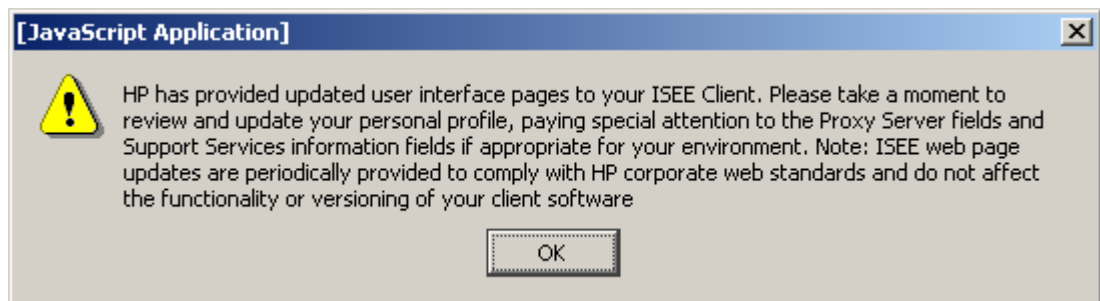 [JavaScript Application]
HP has provided updated user interface pages to your ISEE Client. Please take a moment to
review and update your personal profile, paying special attention to the Proxy Server fields and
Support Services information fields if appropriate for your environment. Note: ISEE web page
updates are periodically provided to comply with HP corporate web standards and do not affect
the functionality or versioning of your client software
OK